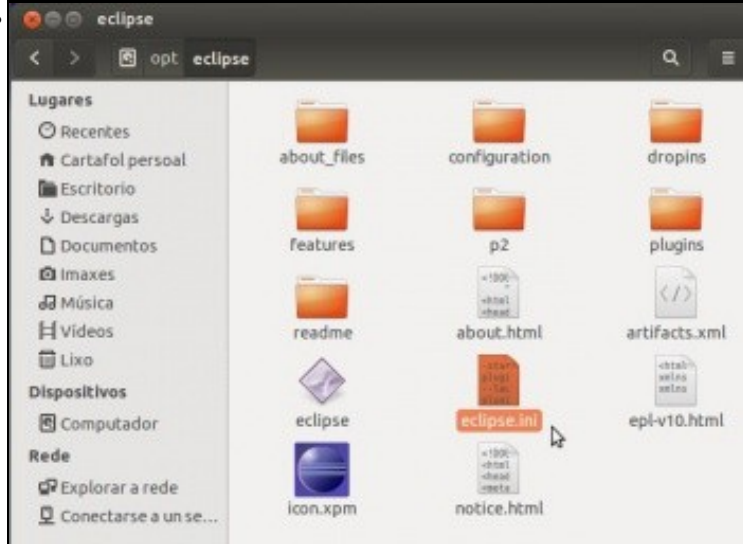 eclipse
opt eclipse
Lugares
Recentes
Cartafol persoal
Escritorio
Descargas
Documentos
Imaxes
Música
Vídeos
Lixo
Dispositivos
Computador
Rede
Explorar a rede
Conectarse a un se...
about_files configuration dropins
features p2 plugins
readme about.html artifacts.xml
eclipse eclipse.ini epl-v10.html
icon.xpm notice.html